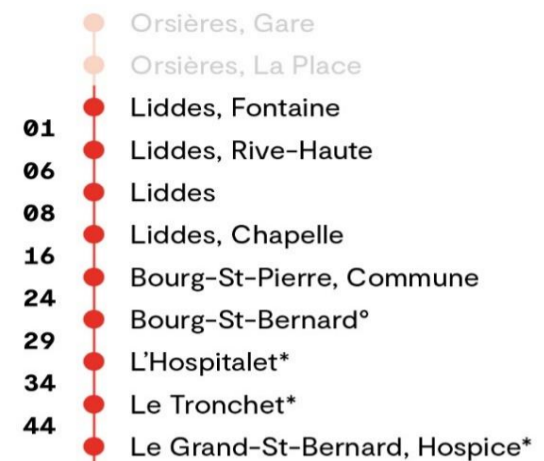 Orsières, Gare
Orsières, La Place
Liddes, Fontaine
01
Liddes, Rive-Haute
06
Liddes
08
Liddes, Chapelle
16
Bourg-St-Pierre, Commune
24
Bourg-St-Bernard°
29
L'Hospitalet*
34
Le Tronchet*
44
Le Grand-St-Bernard, Hospice*